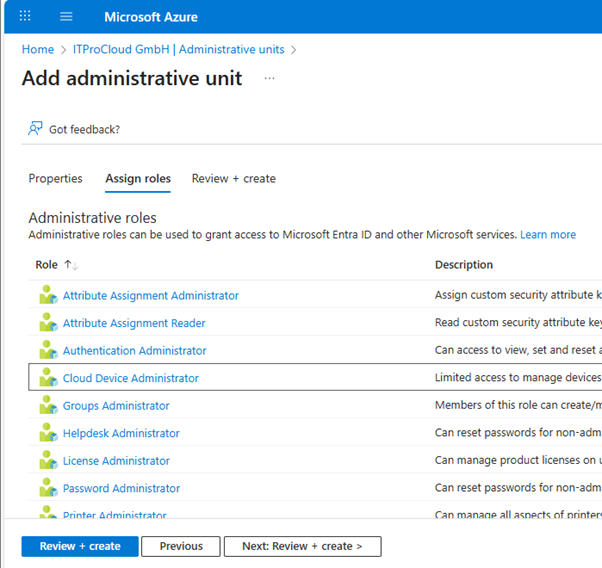 Microsoft Azure
Home > ITProCloud GmbH | Administrative units >
Add administrative unit ...
Got feedback?
Properties Assign roles Review + create
Administrative roles
Administrative roles can be used to grant access to Microsoft Entra ID and other Microsoft services. Learn more
Role ↑↓ Description
Attribute Assignment Administrator Assign custom security attribute k
Attribute Assignment Reader Read custom security attribute key
Authentication Administrator Can access to view, set and reset a
Cloud Device Administrator Limited access to manage devices
Groups Administrator Members of this role can create/m
Helpdesk Administrator Can reset passwords for non-adm
License Administrator Can manage product licenses on u
Password Administrator Can reset passwords for non-adm
Printer Administrator Can manage all aspects of printers
Review + create Previous Next: Review + create >